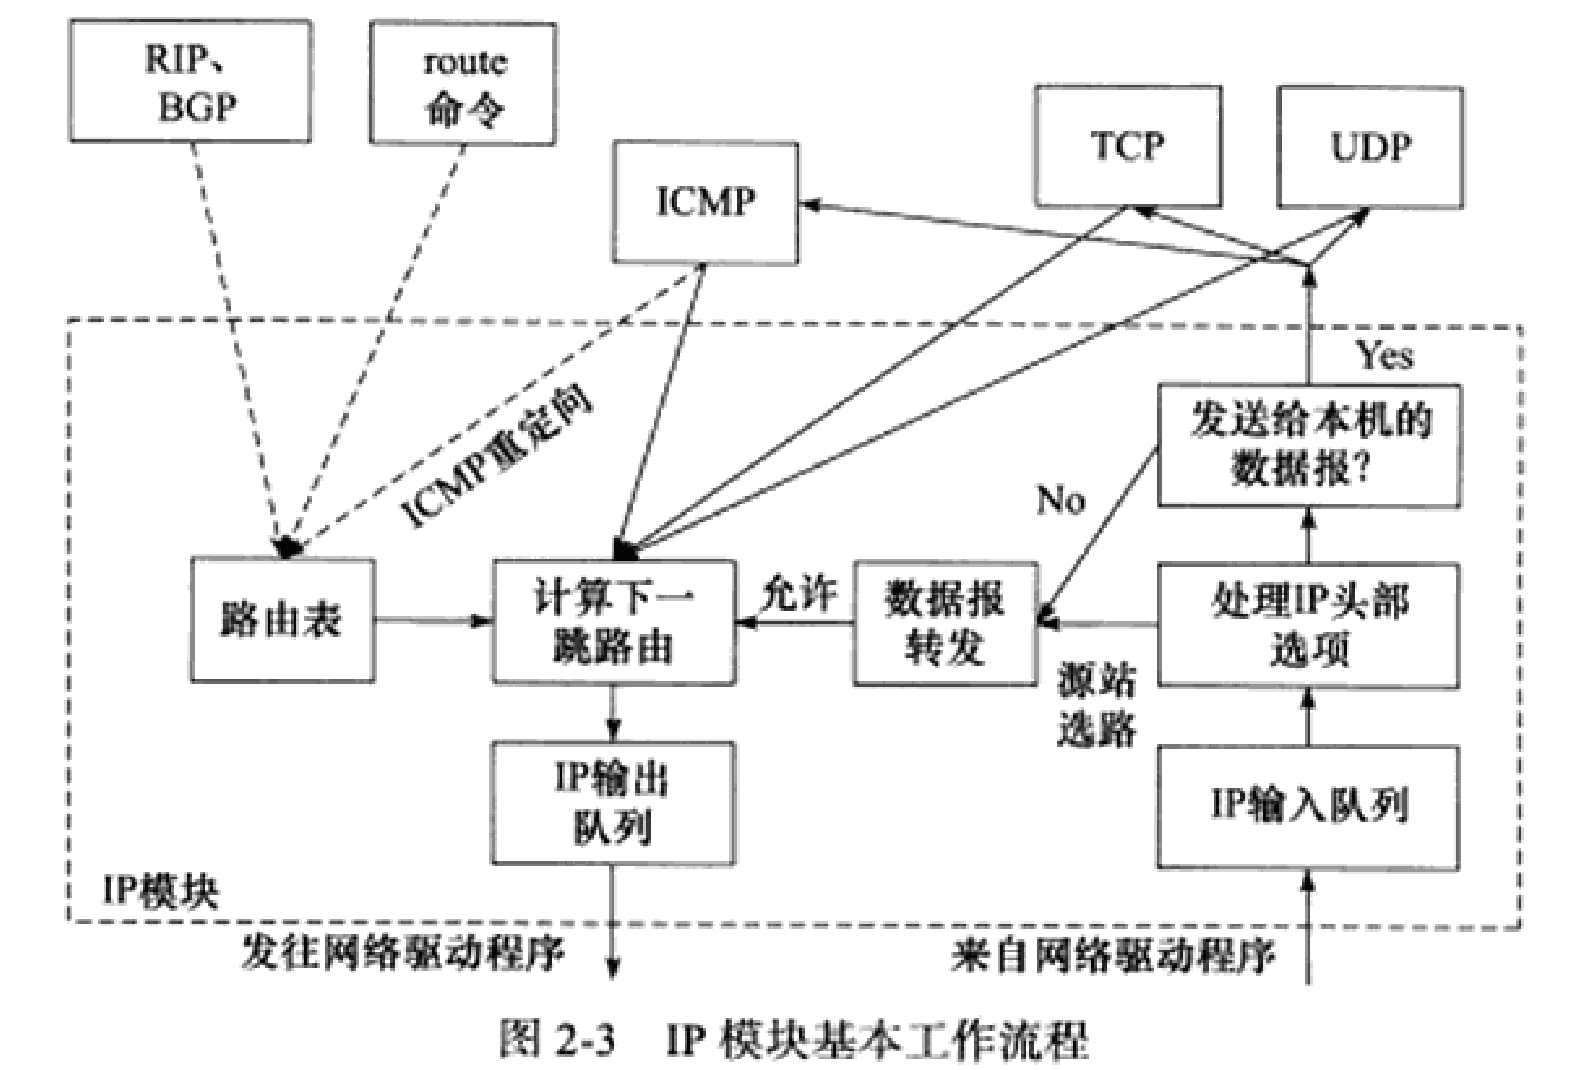 RIP、
BGP
route
命令
ICMP
TCP
UDP
Yes
发送给本机的
数据报？
No
ICMP重定向
路由表
计算下一
跳路由
允许
数据报
转发
处理IP头部
选项
源站
选路
IP输出
队列
IP输入队列
IP模块
发往网络驱动程序
来自网络驱动程序
图 2-3 IP 模块基本工作流程